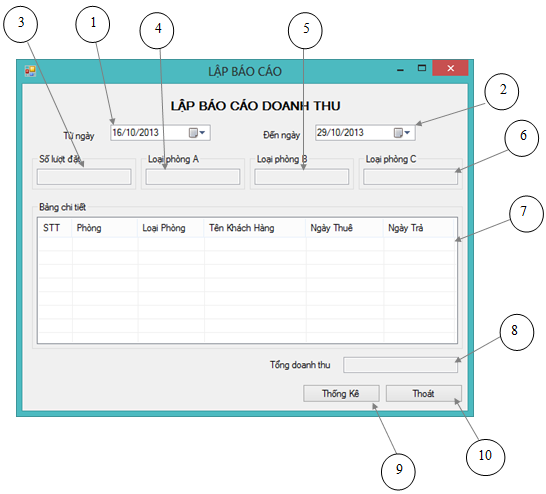 3
1
4
5
LẬP BÁO CÁO
LẬP BÁO CÁO DOANH THU
2
Từ ngày 16/10/2013 Đến ngày 29/10/2013
6
Số lượt đặt Loại phòng A Loại phòng B Loại phòng C
Bảng chi tiết
7
STT Phòng Loại Phòng Tên Khách Hàng Ngày Thuê Ngày Trả
8
Tổng doanh thu
Thống Kê Thoát
9
10